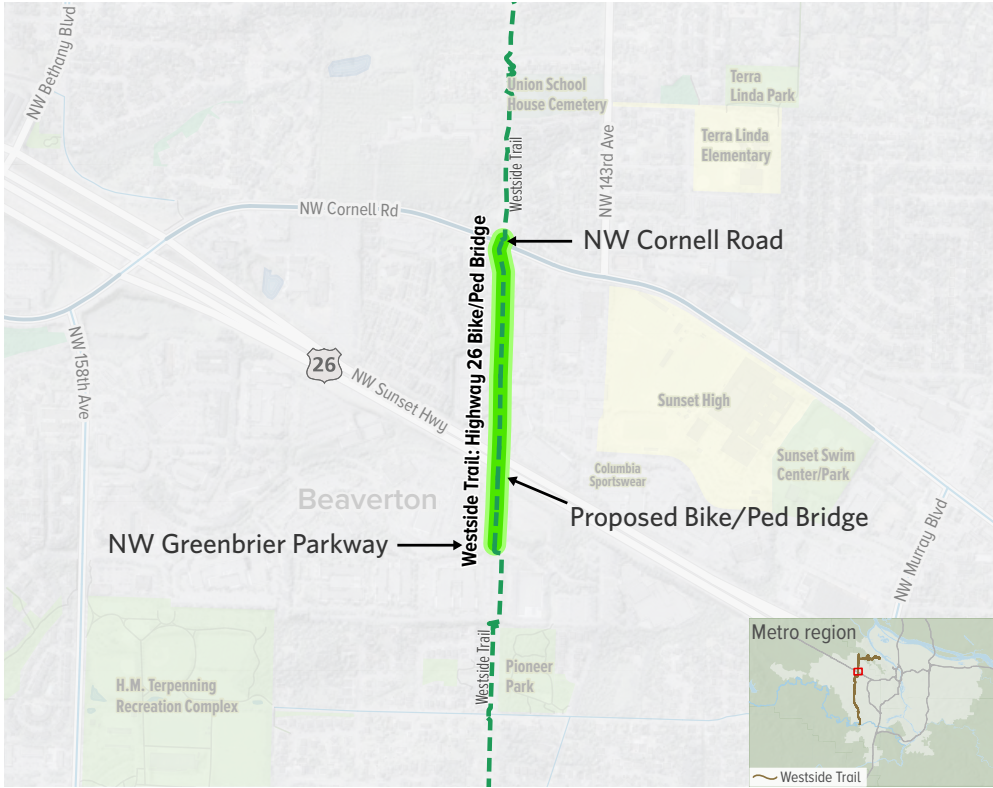 NW Bethany Blvd
Union School
House Cemetery
Terra
Linda Park
Terra Linda
Elementary
NW 143rd Ave
Westside Trail
NW Cornell Rd
NW Cornell Road
Westside Trail: Highway 26 Bike/Ped Bridge
NW 158th Ave
26
NW Sunset Hwy
Sunset High
Sunset Swim
Center/Park
Columbia
Sportswear
Beaverton
Proposed Bike/Ped Bridge
NW Greenbrier Parkway
NW Murray Blvd
Westside Trail
Pioneer
Park
H.M. Terpenning
Recreation Complex
Metro region
Westside Trail